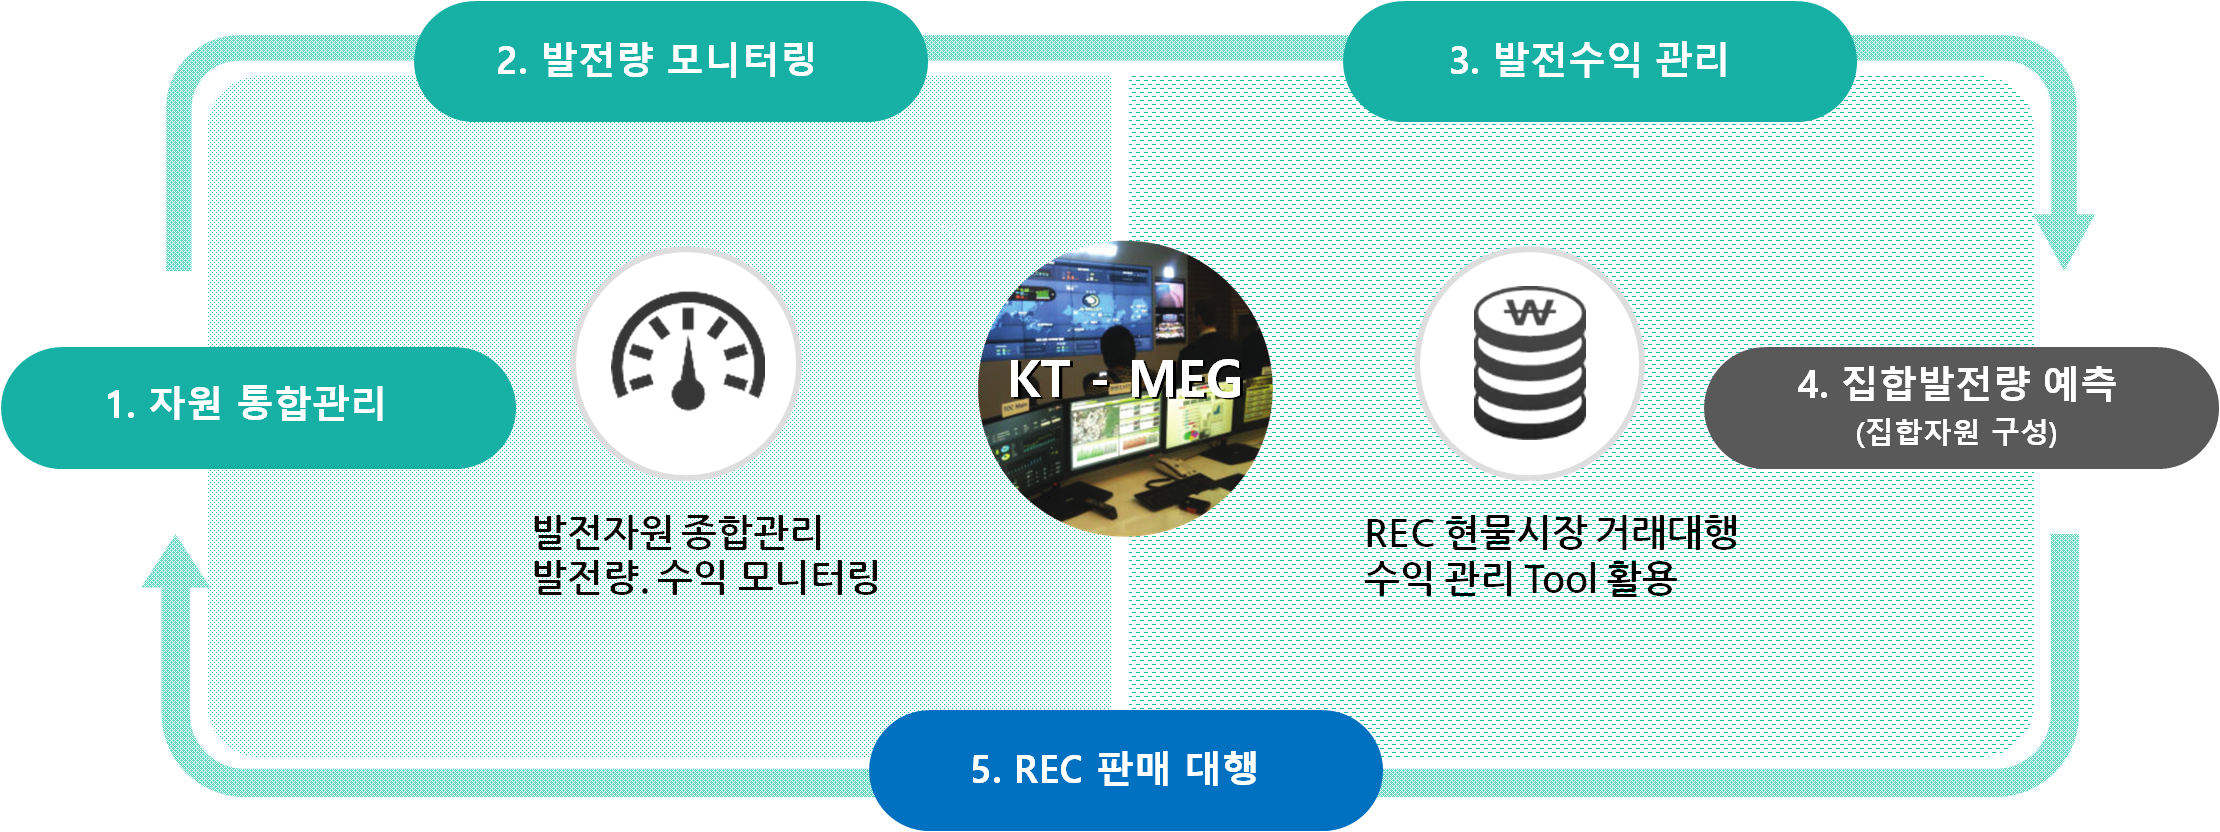 2. 발전량 모니터링
3. 발전수익 관리
1. 자원 통합관리
KT - MEG
₩
4. 집합발전량 예측
(집합자원 구성)
발전자원 종합관리
발전량. 수익 모니터링
REC 현물시장 거래대행
수익 관리 Tool 활용
5. REC 판매 대행